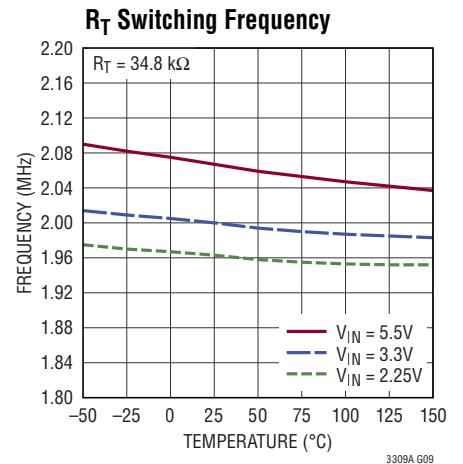 RT Switching Frequency
2.20
RT = 34.8 kΩ
2.16
2.12
2.08
2.04
2.00
1.96
1.92
1.88
1.84
1.80
FREQUENCY (MHz)
VIN = 5.5V
VIN = 3.3V
VIN = 2.25V
–50 –25 0 25 50 75 100 125 150
TEMPERATURE (°C)
3309A G09